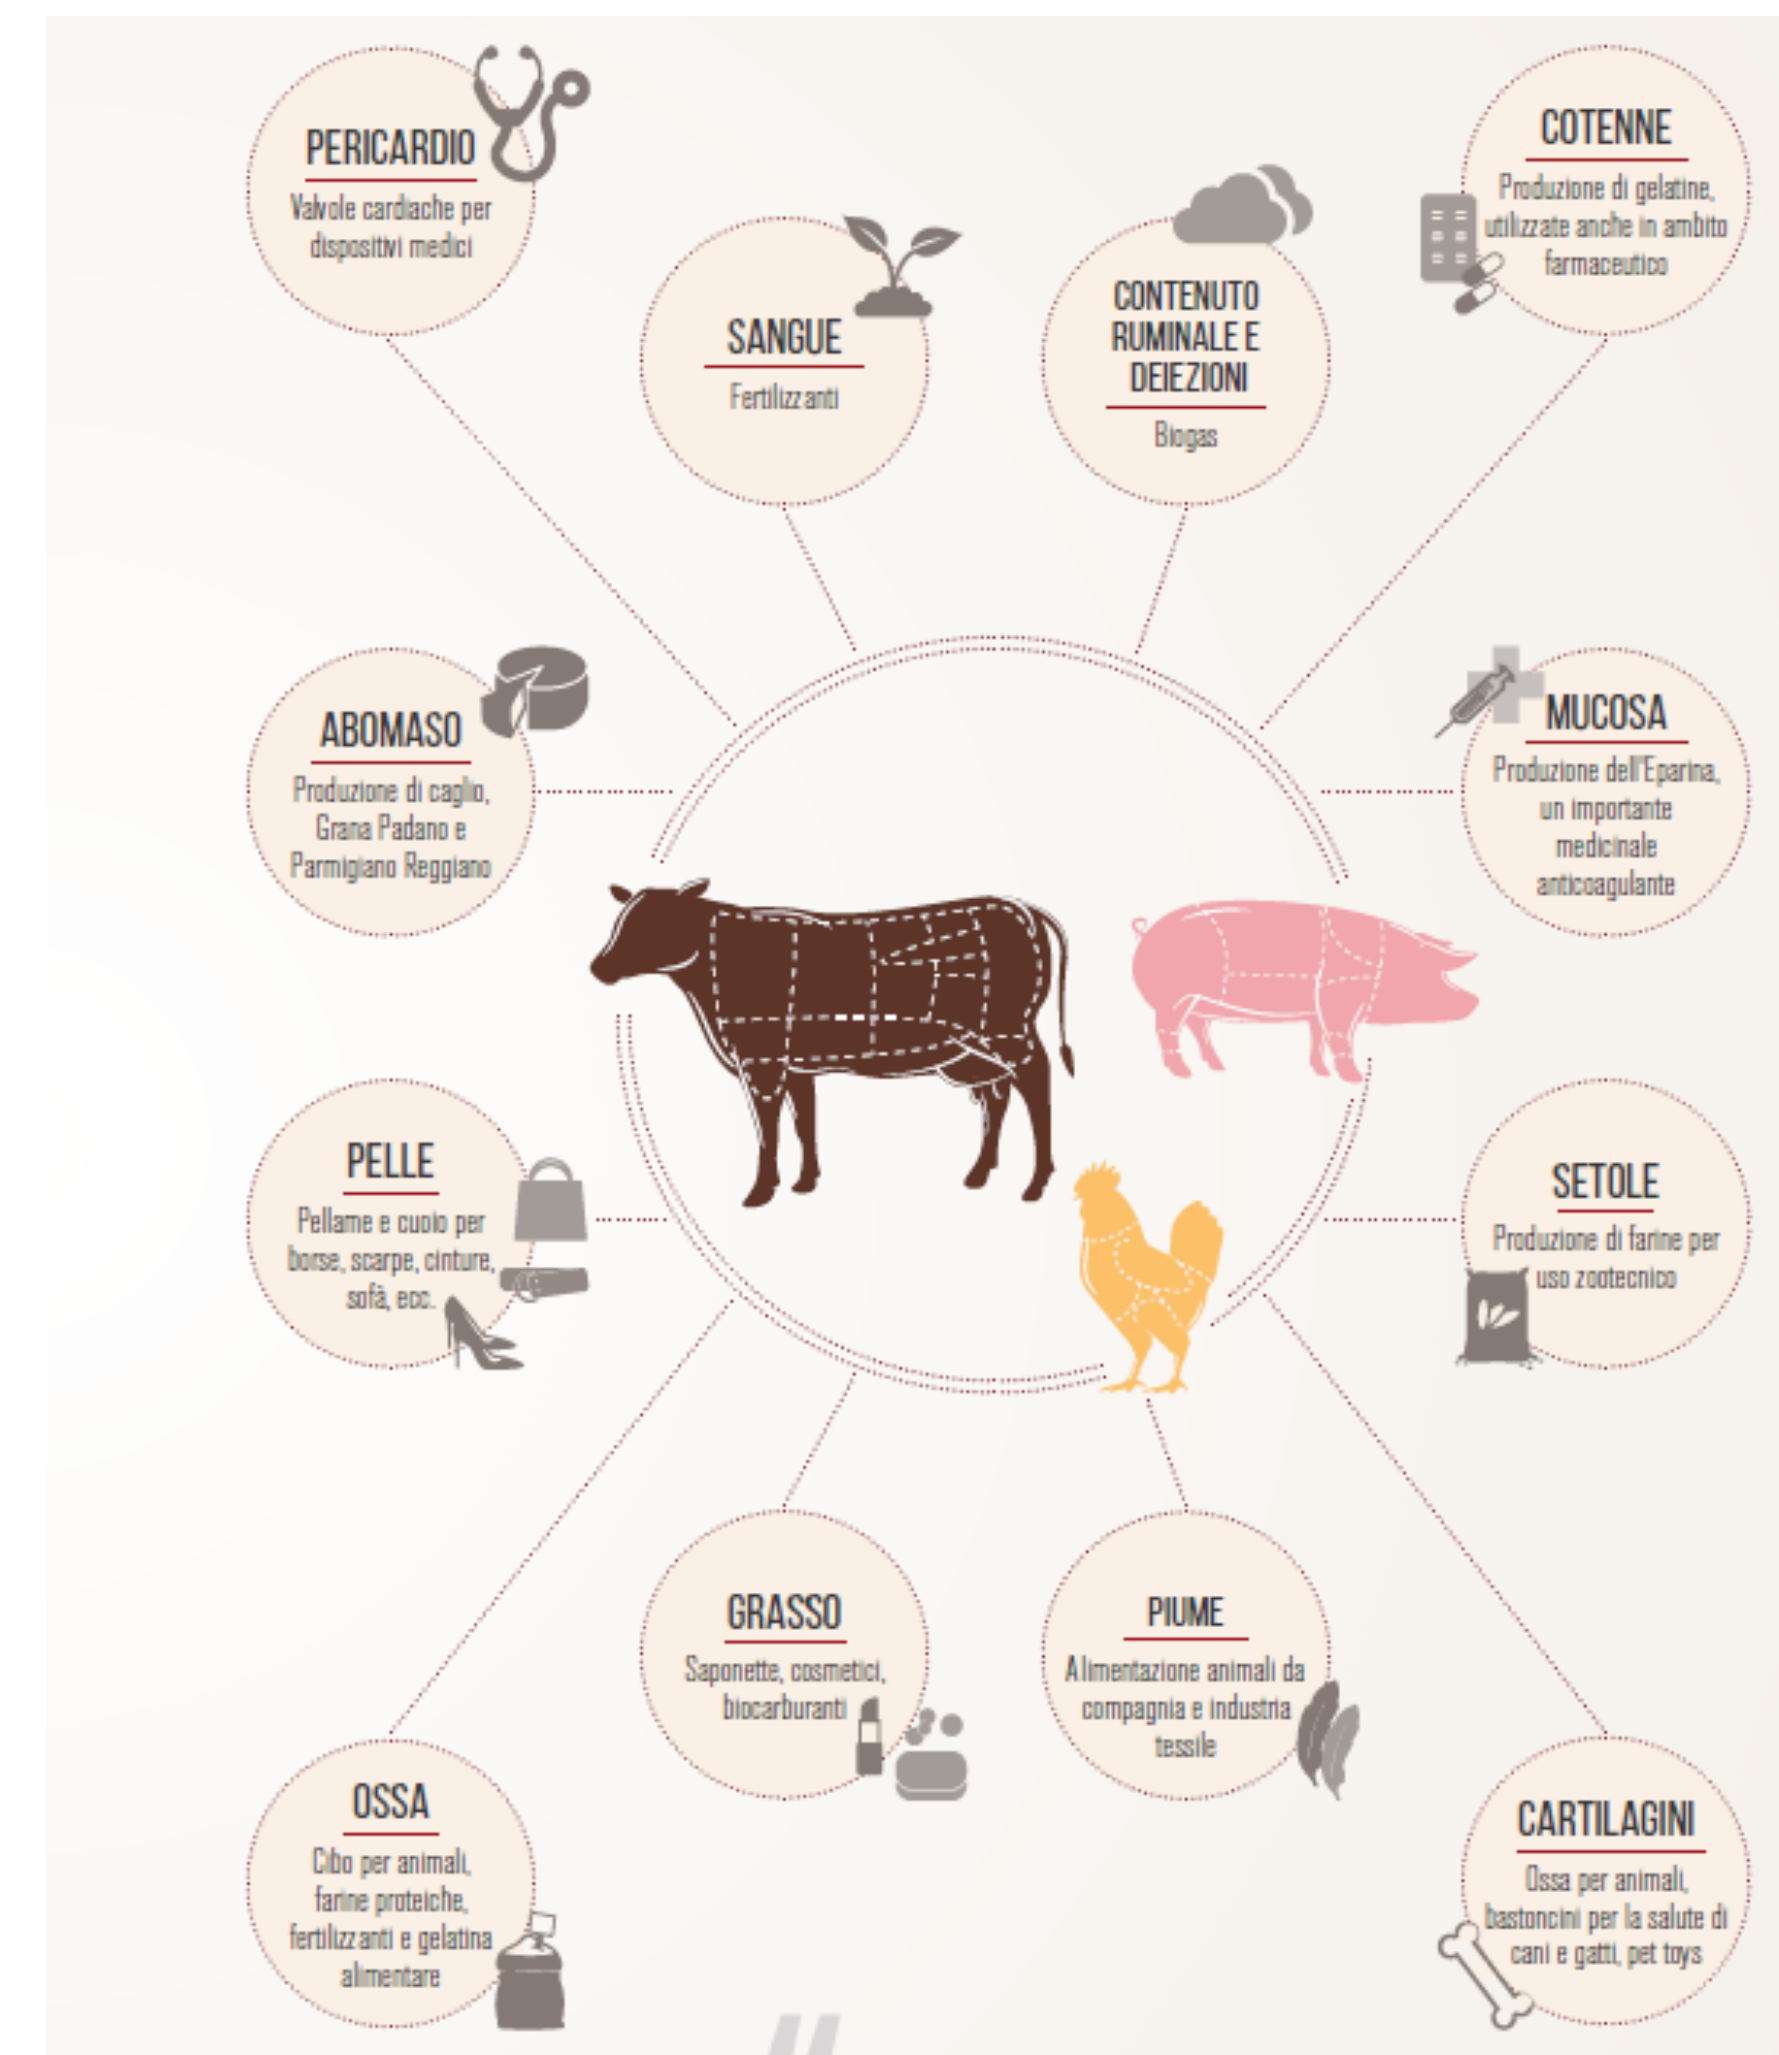 PERICARDIO
Valvole cardiache per
dispositivi medici
SANGUE
Fertilizzanti
CONTENUTO
RUMINALE E
DEIEZIONI
Biogas
COTENNE
Produzione di gelatine,
utilizzate anche in ambito
farmaceutico
ABOMASO
Produzione di caglio,
Grana Padano e
Parmigiano Reggiano
MUCOSA
Produzione dell'Eparina,
un importante
medicinale
anticoagulante
PELLE
Pellame e cuoio per
borse, scarpe, cinture,
sofà, ecc.
SETOLE
Produzione di farine per
uso zootecnico
GRASSO
Saponette, cosmetici,
biocarburanti
PIUME
Alimentazione animali da
compagnia e industria
tessile
OSSA
Cibo per animali,
farine proteiche,
fertilizzanti e gelatina
alimentare
CARTILAGINI
Ossa per animali,
bastoncini per la salute di
cani e gatti, pet toys